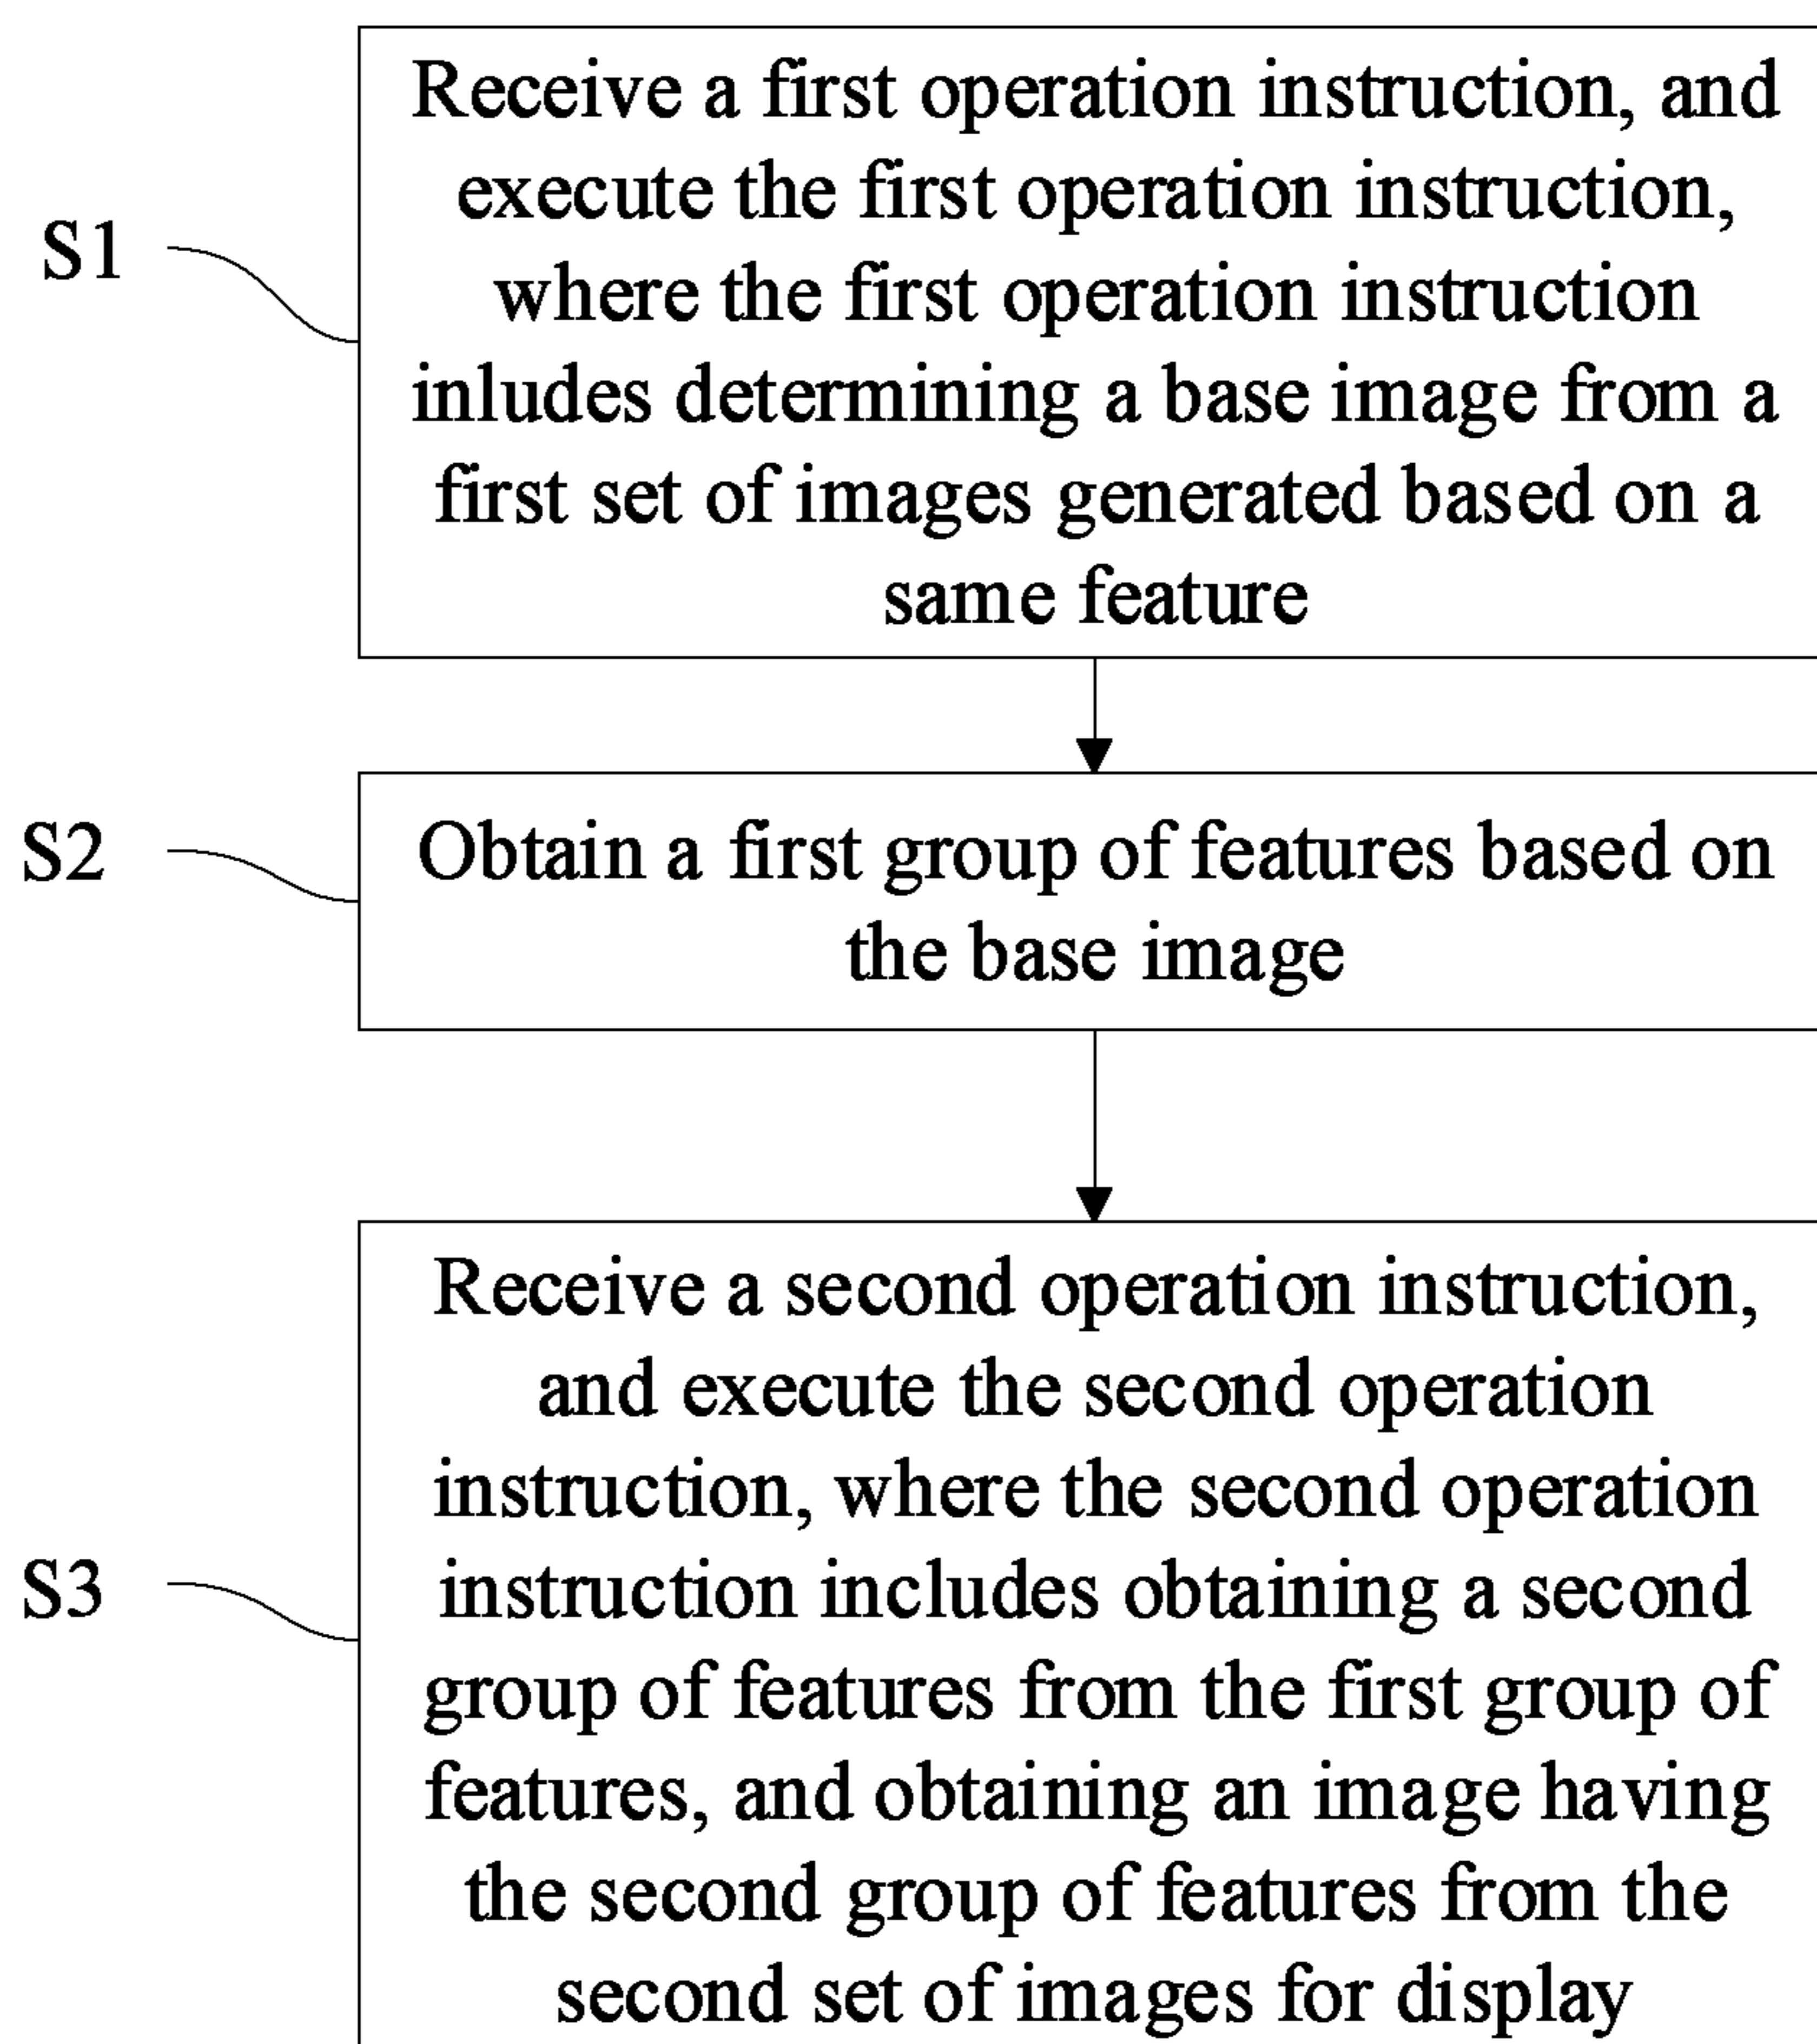 S1
Receive a first operation instruction, and
execute the first operation instruction,
where the first operation instruction
inludes determining a base image from a
first set of images generated based on a
same feature
S2
Obtain a first group of features based on
the base image
S3
Receive a second operation instruction,
and execute the second operation
instruction, where the second operation
instruction includes obtaining a second
group of features from the first group of
features, and obtaining an image having
the second group of features from the
second set of images for display